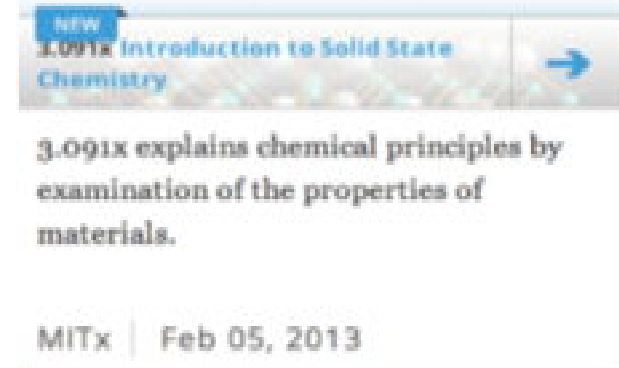 NEW
3.091x Introduction to Solid State
Chemistry
3.091x explains chemical principles by
examination of the properties of
materials.
MITx
Feb 05, 2013